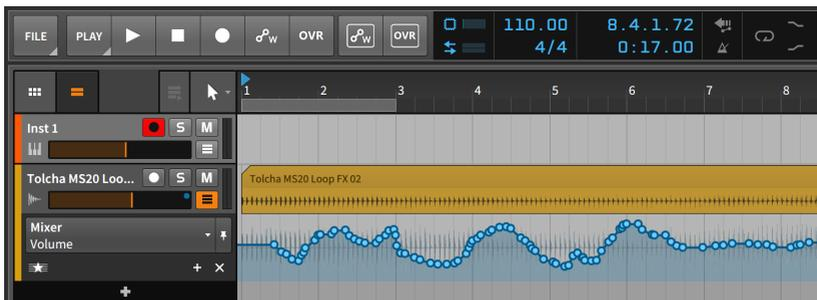 FILE PLAY OVR OVR 110.00 8.4.1.72
4/4 0:17.00
1 2 3 4 5 6 7 8
Inst 1 S M
Tolcha MS20 Loo... S M
Tolcha MS20 Loop FX 02
Mixer
Volume